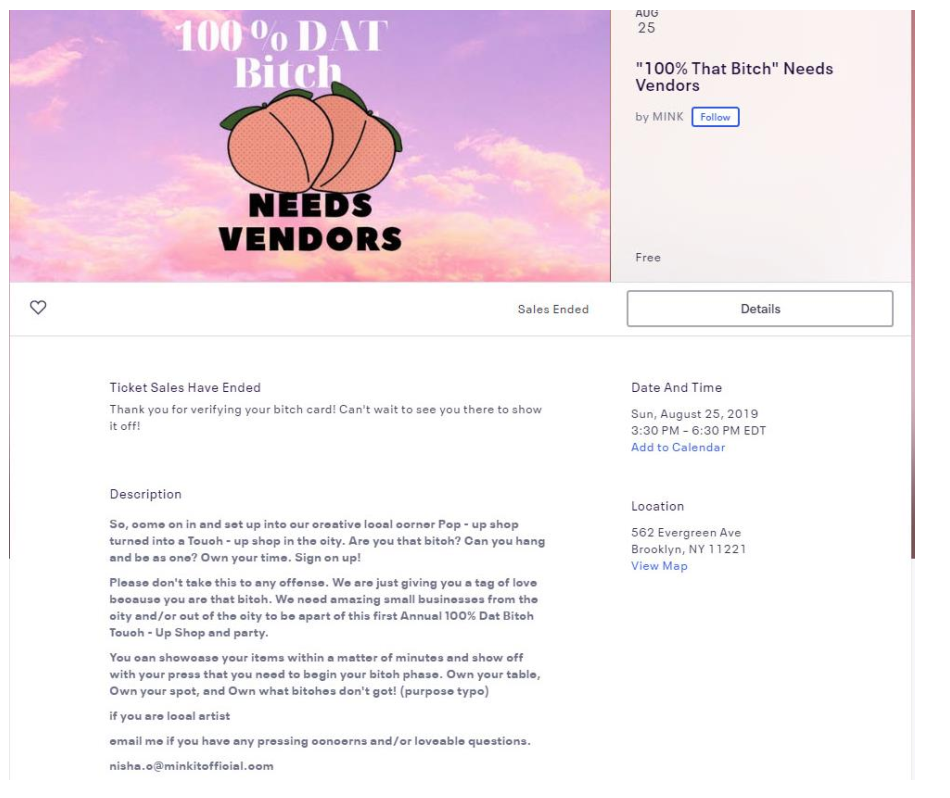 100 % DAT
Bitch
NEEDS
VENDORS
AUG
25
"100% That Bitch" Needs
Vendors
by MINK Follow
Free
Sales Ended
Details
Ticket Sales Have Ended
Thank you for verifying your bitch card! Can't wait to see you there to show
it off!
Description
So, come on in and set up into our creative local corner Pop - up shop
turned into a Touch - up shop in the city. Are you that bitch? Can you hang
and be as one? Own your time. Sign on up!
Please don't take this to any offense. We are just giving you a tag of love
because you are that bitch. We need amazing small businesses from the
city and/or out of the city to be apart of this first Annual 100% Dat Bitch
Touch - Up Shop and party.
You can showcase your items within a matter of minutes and show off
with your press that you need to begin your bitch phase. Own your table,
Own your spot, and Own what bitches don't got! (purpose typo)
if you are local artist
email me if you have any pressing concerns and/or loveable questions.
nisha.c@minkitofficial.com
Date And Time
Sun, August 25, 2019
3:30 PM – 6:30 PM EDT
Add to Calendar
Location
562 Evergreen Ave
Brooklyn, NY 11221
View Map